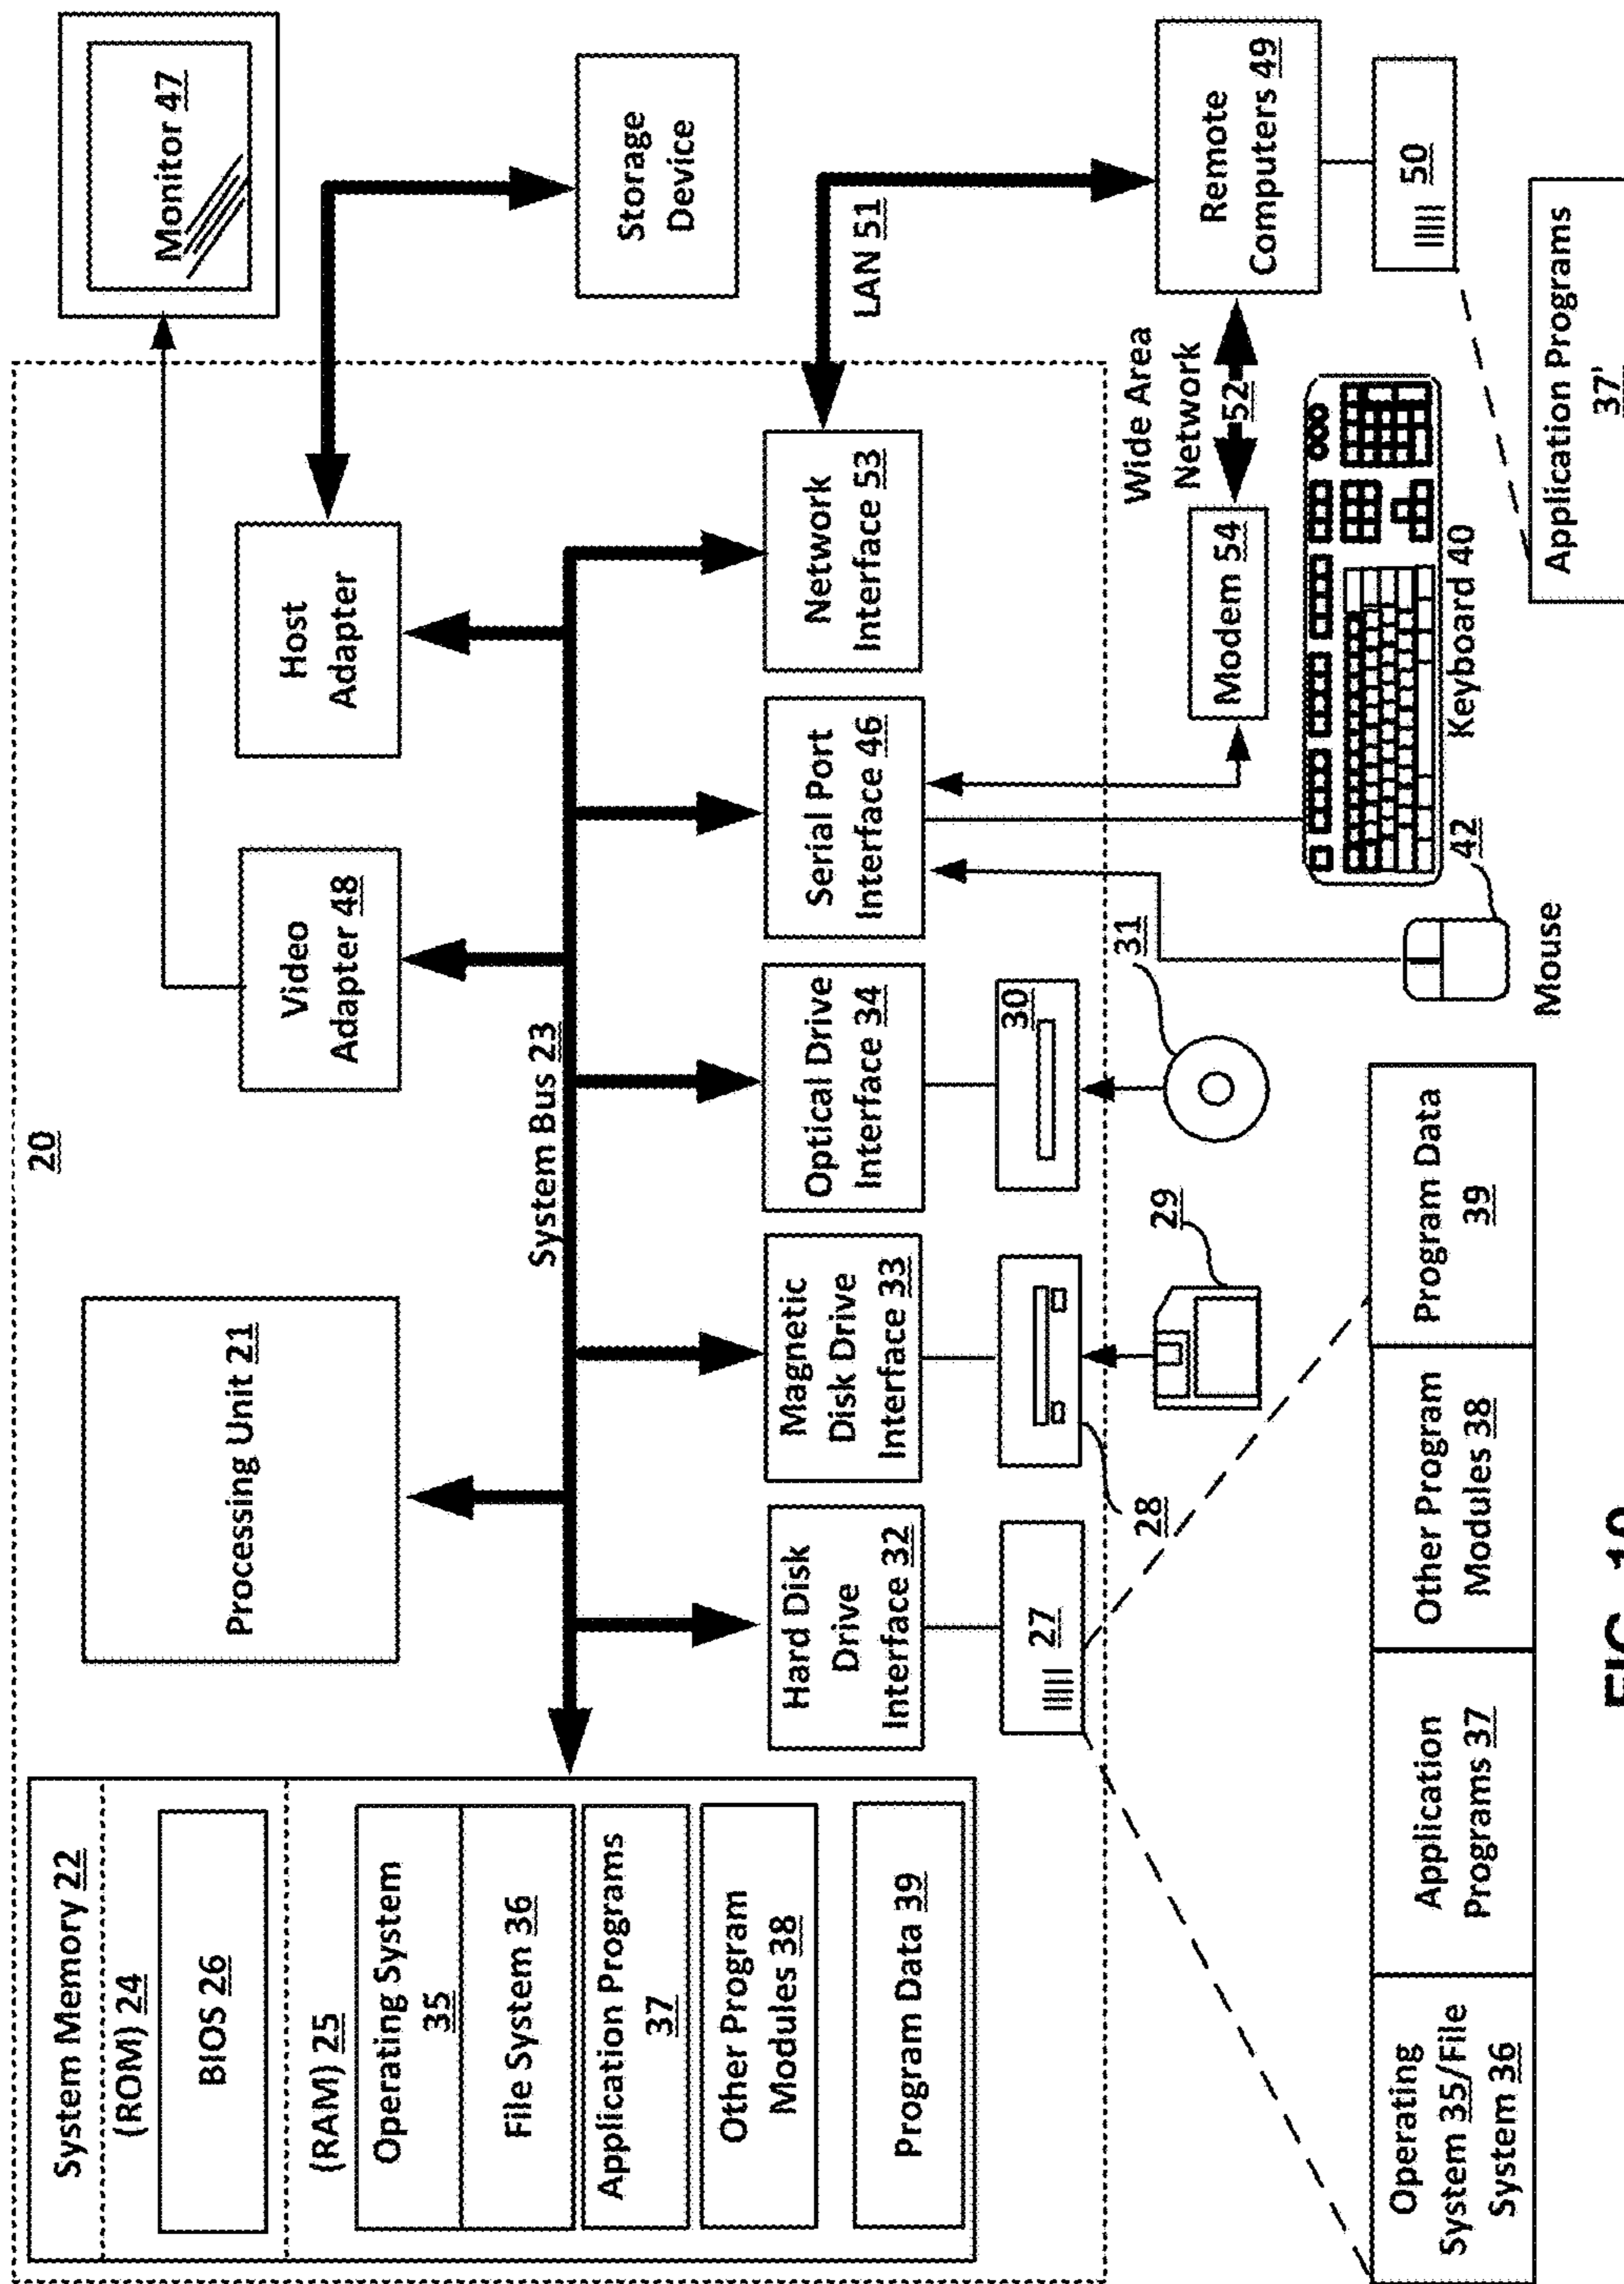 20
System Memory 22
(ROM) 24
BIOS 26
(RAM) 25
Operating System
35
File System 36
Application Programs
37
Other Program
Modules 38
Program Data 39
Processing Unit 21
Video
Adapter 48
Host
Adapter
Monitor 47
System Bus 23
Storage
Device
Hard Disk
Drive
Interface 32
Magnetic
Disk Drive
Interface 33
Optical Drive
Interface 34
Serial Port
Interface 46
Network
Interface 53
LAN 51
27
28
29
30
31
Wide Area
Network
52
Modem 54
Remote
Computers 49
50
Keyboard 40
42
Mouse
Operating
System 35/File
System 36
Application
Programs 37
Other Program
Modules 38
Program Data
39
Application Programs
37'